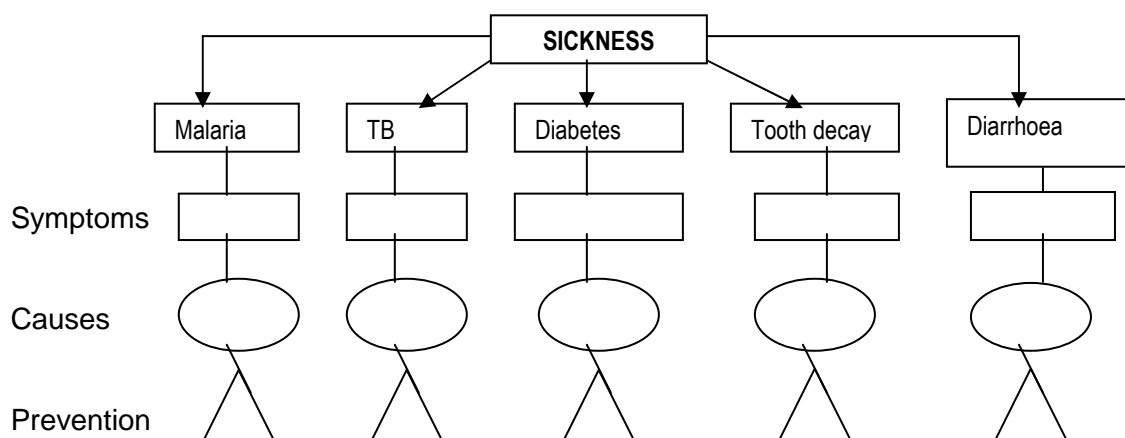 SICKNESS
Malaria
TB
Diabetes
Tooth decay
Diarrhoea
Symptoms
Causes
Prevention